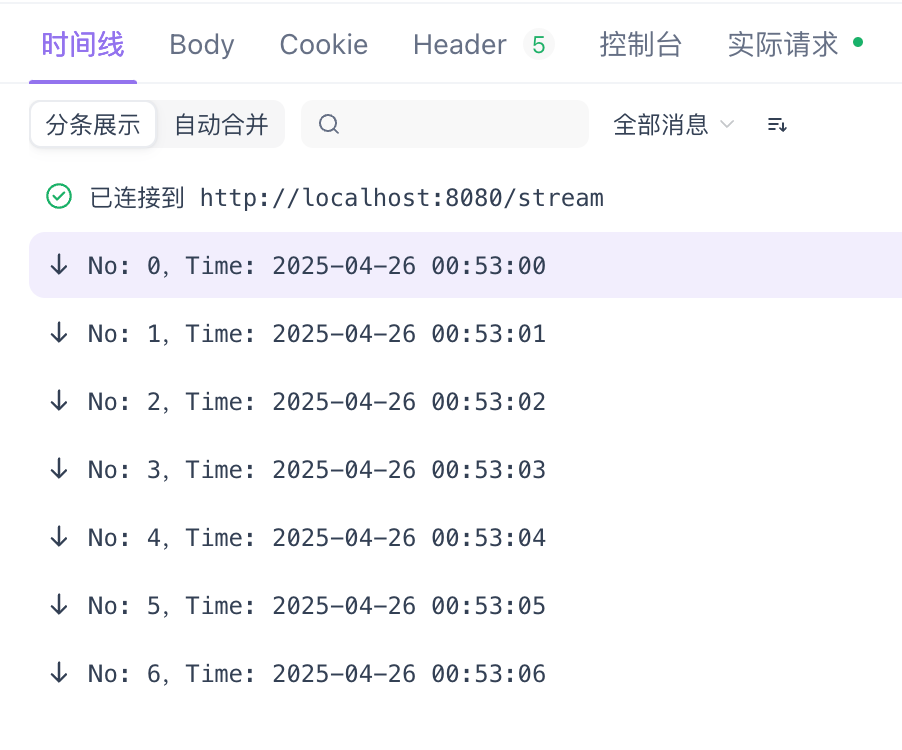 时间线 Body Cookie Header 5 控制台 实际请求
分条展示 自动合并 全部消息
已连接到 http://localhost:8080/stream
No: 0, Time: 2025-04-26 00:53:00
No: 1, Time: 2025-04-26 00:53:01
No: 2, Time: 2025-04-26 00:53:02
No: 3, Time: 2025-04-26 00:53:03
No: 4, Time: 2025-04-26 00:53:04
No: 5, Time: 2025-04-26 00:53:05
No: 6, Time: 2025-04-26 00:53:06